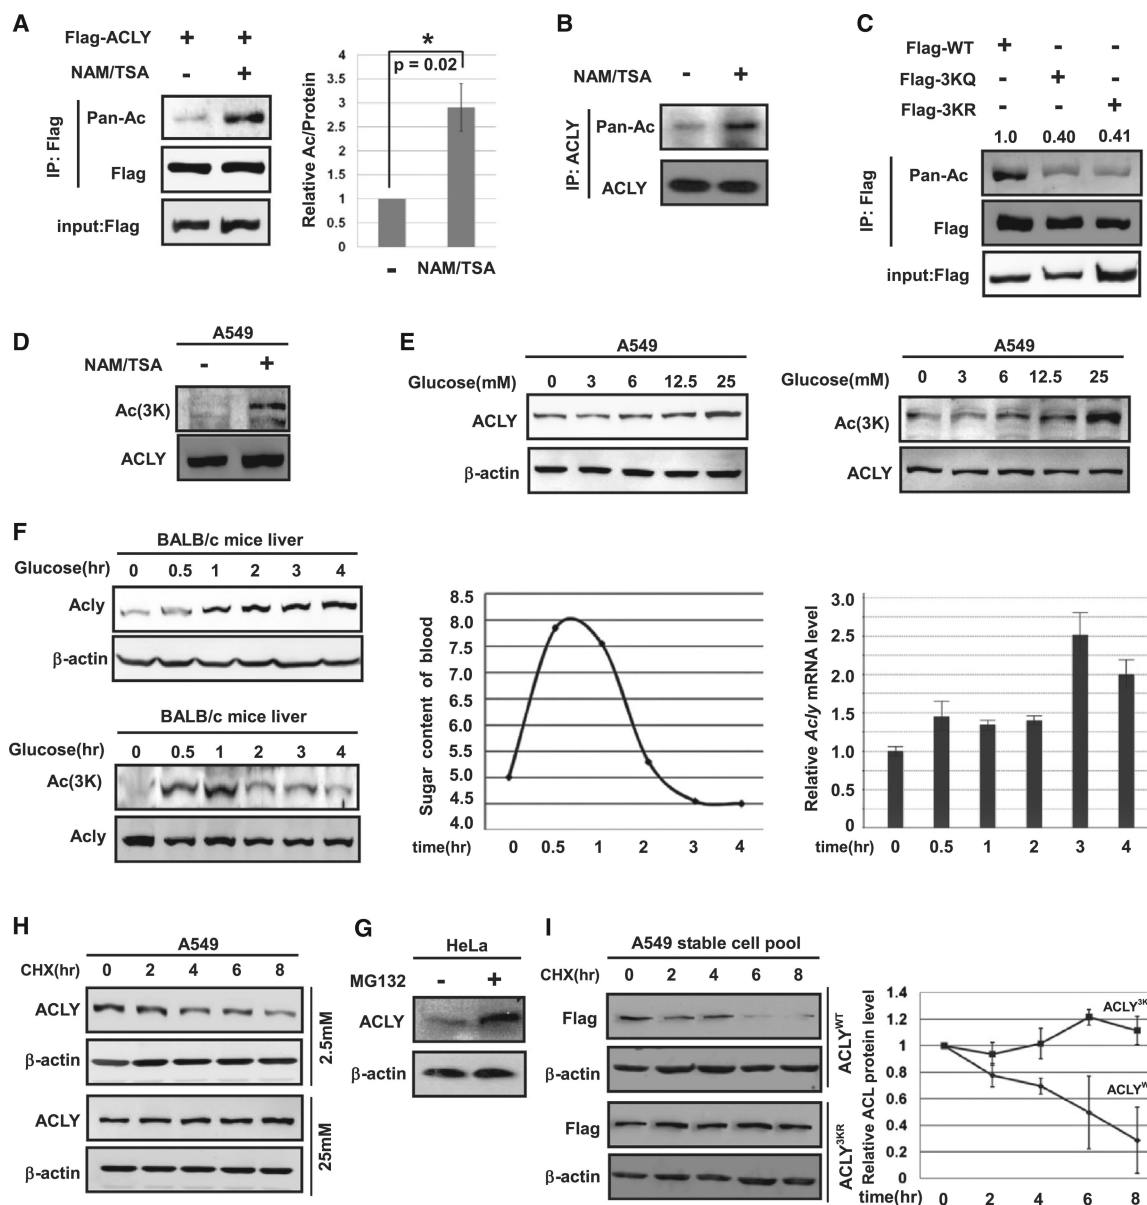 A
Flag-ACLY + +
NAM/TSA - +
IP: Flag
Pan-Ac
Flag
input:Flag
Relative Ac/Protein
4
3.5
3
2.5
2
1.5
1
0.5
0
*
p = 0.02
- NAM/TSA
B
NAM/TSA - +
IP: ACLY
Pan-Ac
ACLY
C
Flag-WT + - -
Flag-3KQ - + -
Flag-3KR - - +
1.0 0.40 0.41
IP: Flag
Pan-Ac
Flag
input:Flag
D
A549
NAM/TSA - +
Ac(3K)
ACLY
E
A549
Glucose(mM) 0 3 6 12.5 25
ACLY
β-actin
A549
Glucose(mM) 0 3 6 12.5 25
Ac(3K)
ACLY
F
BALB/c mice liver
Glucose(hr) 0 0.5 1 2 3 4
Acly
β-actin
BALB/c mice liver
Glucose(hr) 0 0.5 1 2 3 4
Ac(3K)
Acly
Sugar content of blood
8.5
8.0
7.5
7.0
6.5
6.0
5.5
5.0
4.5
4.0
time(hr) 0 0.5 1 2 3 4
Relative Acly mRNA level
3.0
2.5
2.0
1.5
1.0
0.5
0
time(hr) 0 0.5 1 2 3 4
H
A549
CHX(hr) 0 2 4 6 8
ACLY
β-actin
2.5mM
ACLY
β-actin
25mM
G
HeLa
MG132 - +
ACLY
β-actin
I
A549 stable cell pool
CHX(hr) 0 2 4 6 8
Flag
β-actin
ACLYWT
Flag
β-actin
ACLY3KR
Relative ACL protein level
1.4
1.2
1
0.8
0.6
0.4
0.2
0
ACLY3K
ACLYW
time(hr) 0 2 4 6 8